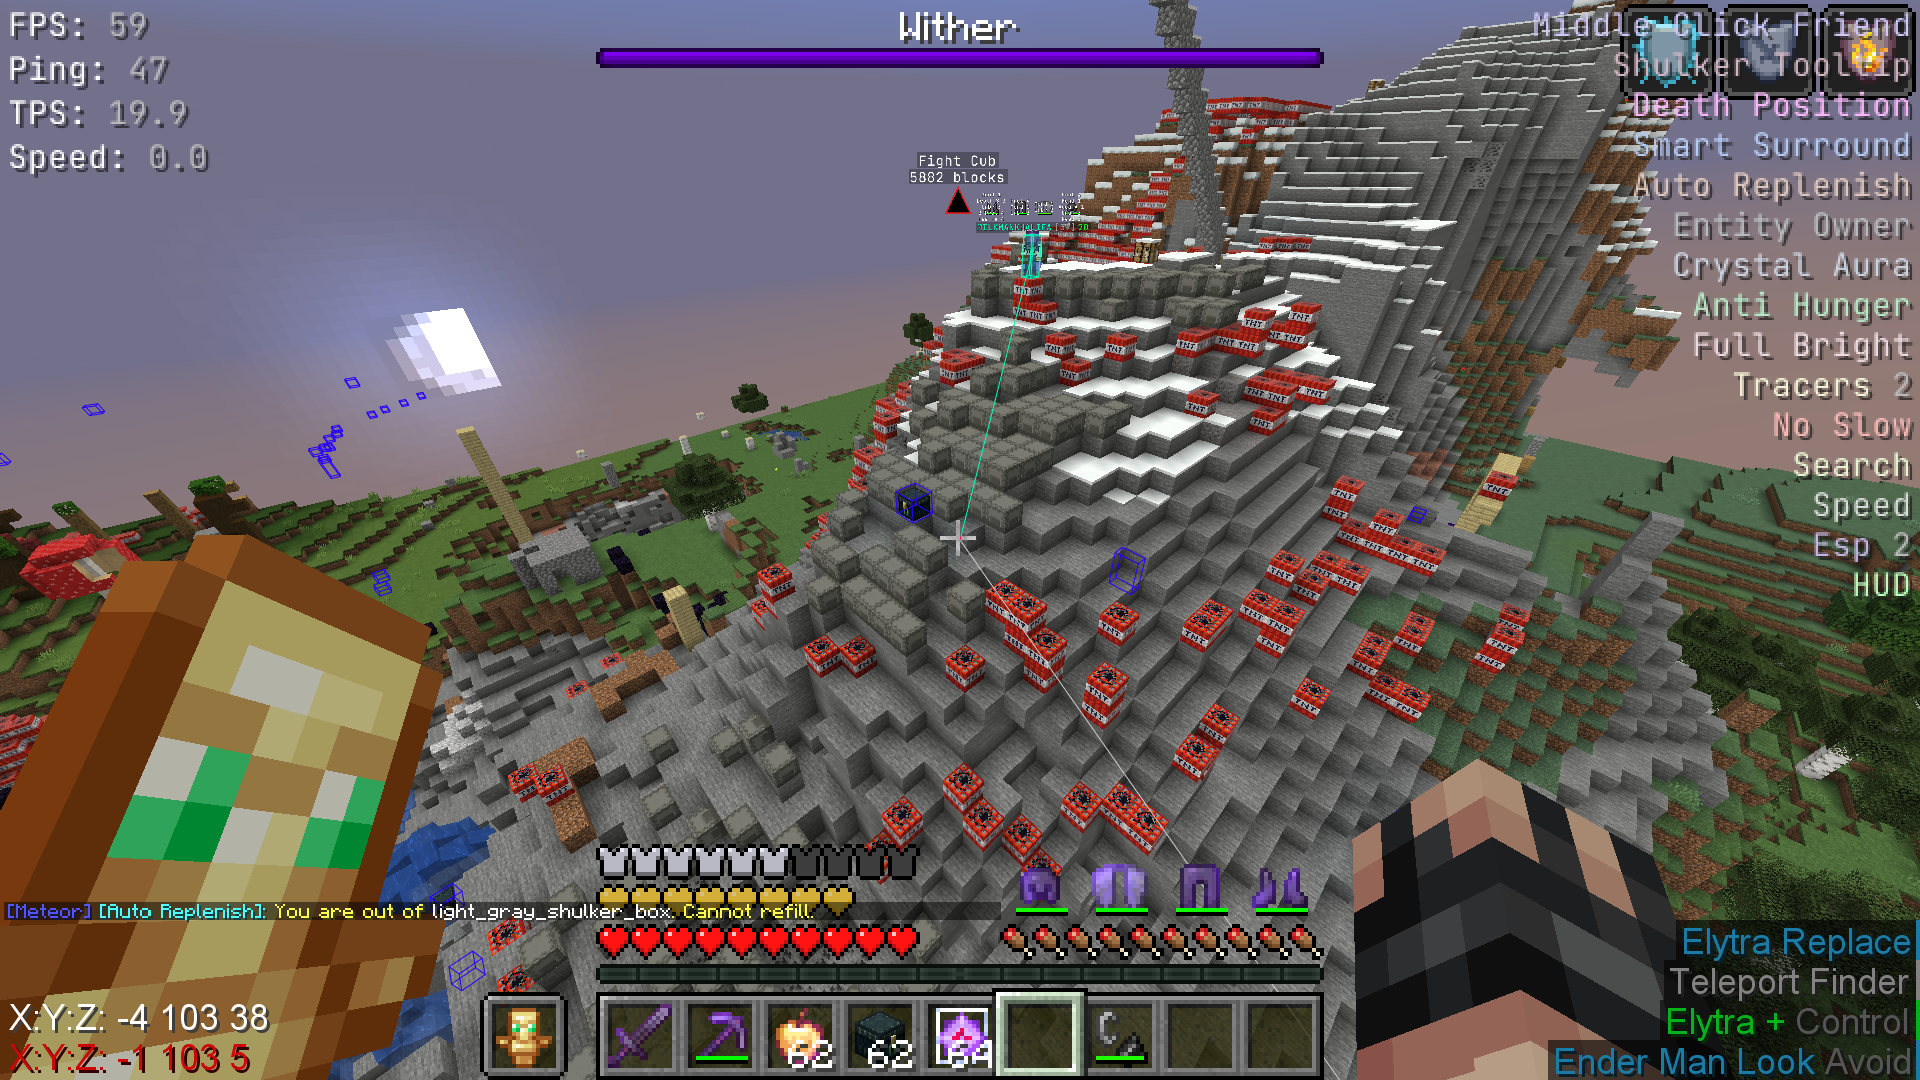 FPS: 59
Ping: 47
TPS: 19.9
Speed: 0.0
Wither
Middle Click Friend
Shulker Tooltip
Death Position
Smart Surround
Auto Replenish
Entity Owner
Crystal Aura
Anti Hunger
Full Bright
Tracers 2
No Slow
Search
Speed
Esp 2
HUD
Fight Cub
5882 blocks
TNT
[Meteor] [Auto Replenish]: You are out of light_gray_shulker_box. Cannot refill.
X:Y:Z: -4 103 38
X:Y:Z: -1 103 5
62
62
64
Elytra Replace
Teleport Finder
Elytra + Control
Ender Man Look Avoid